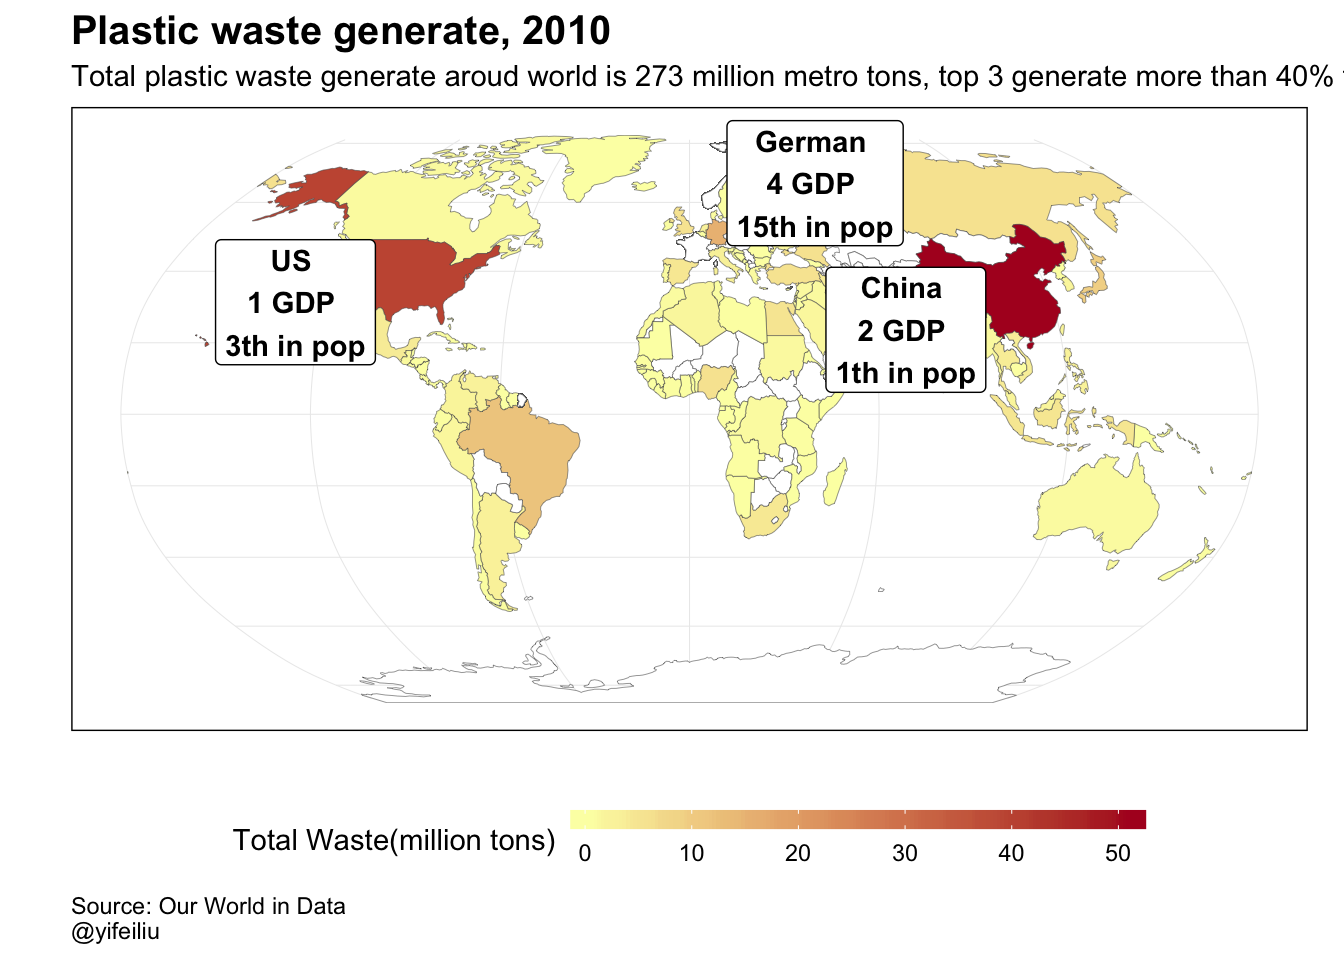 Plastic waste generate, 2010
Total plastic waste generate aroud world is 273 million metro tons, top 3 generate more than 40%
German
4 GDP
15th in pop
US
1 GDP
3th in pop
China
2 GDP
1th in pop
Total Waste(million tons)
0 10 20 30 40 50
Source: Our World in Data
@yifeiliu